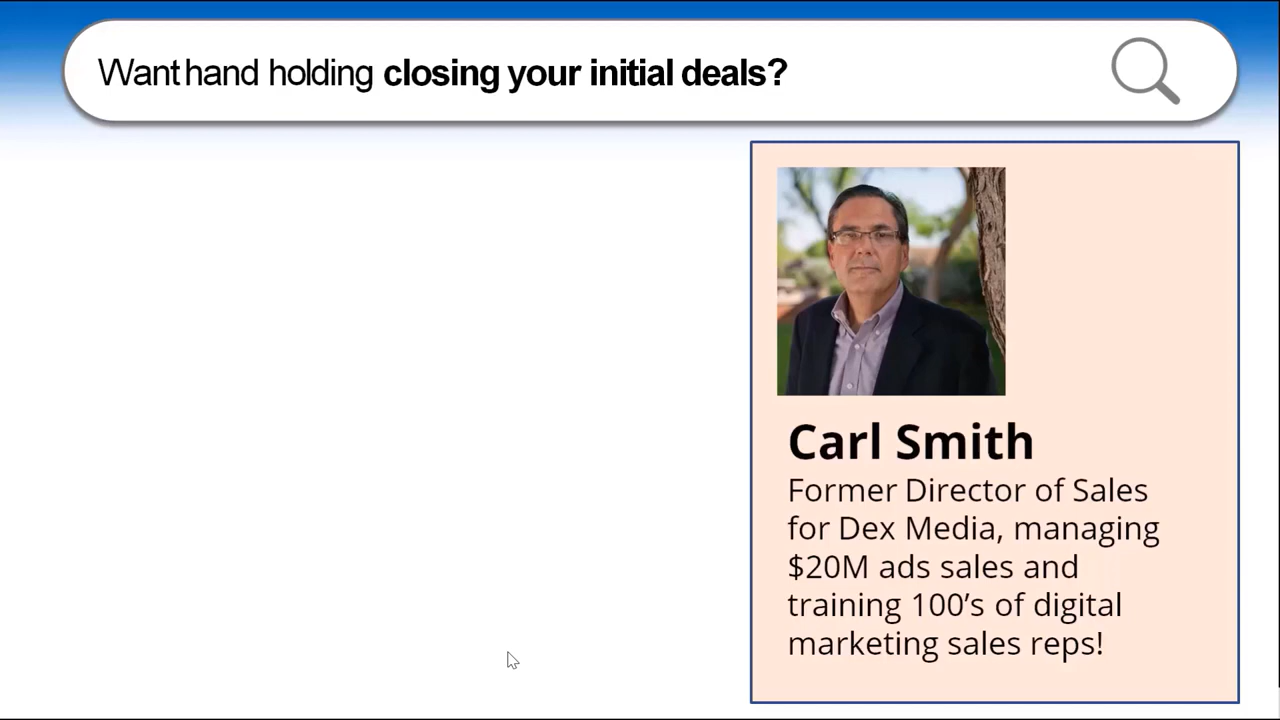 Want hand holding closing your initial deals?
Carl Smith
Former Director of Sales
for Dex Media, managing
$20M ads sales and
training 100’s of digital
marketing sales reps!